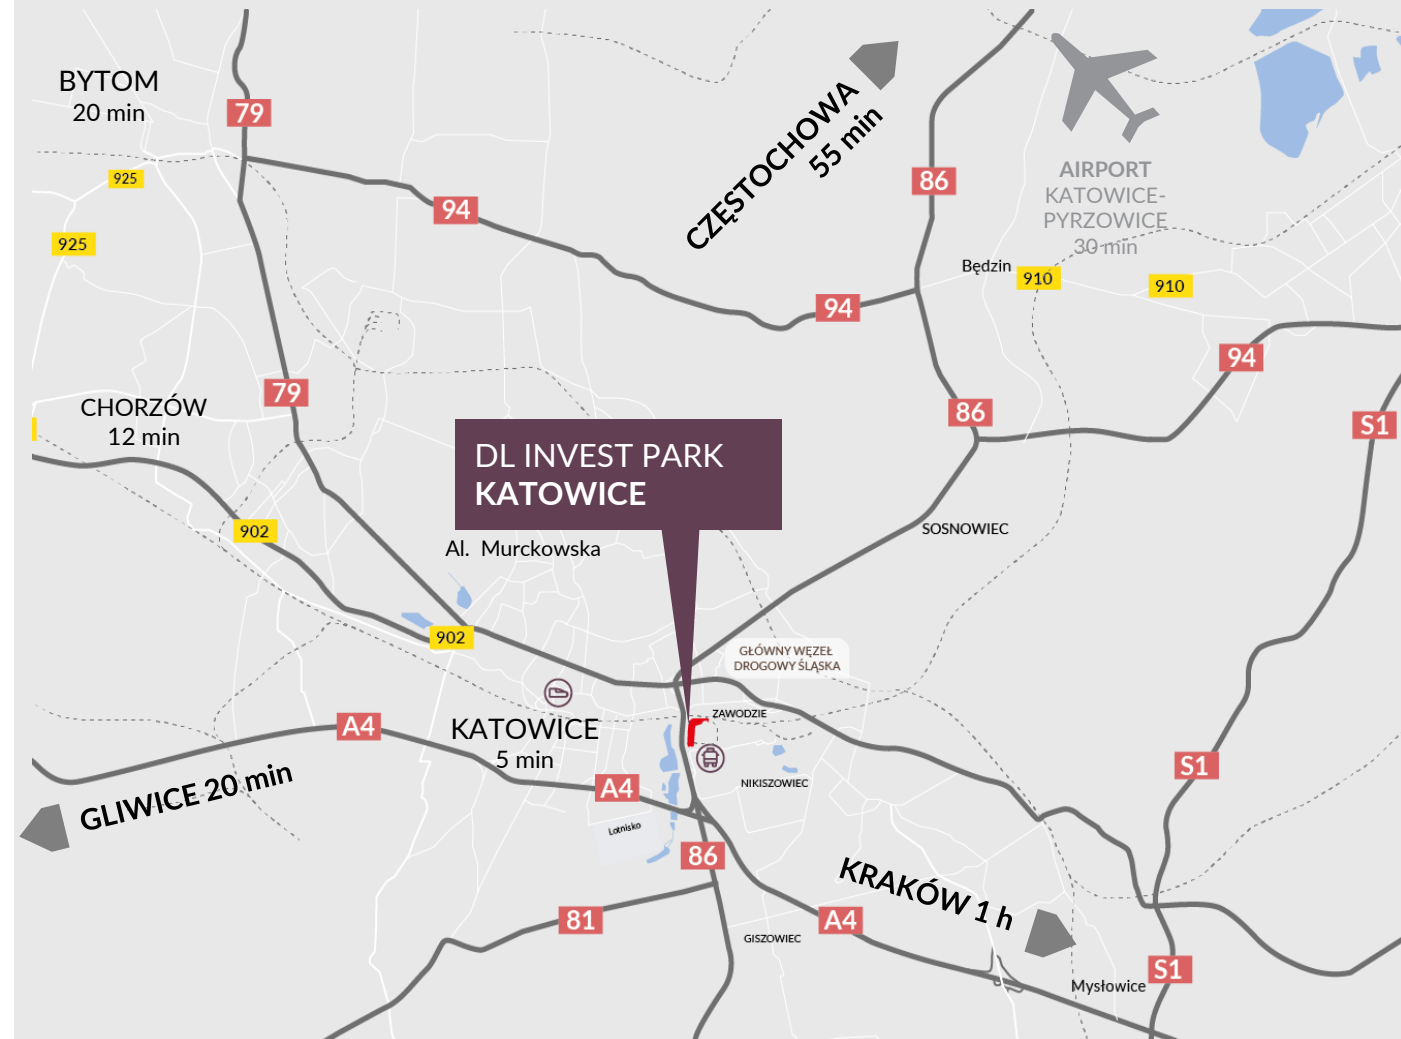 BYTOM
20 min
79
925
925
94
CZĘSTOCHOWA
55 min
86
AIRPORT
KATOWICE-
PYRZOWICE
30 min
Będzin
910
910
94
94
79
86
S1
CHORZÓW
12 min
DL INVEST PARK
KATOWICE
902
Al. Murckowska
SOSNOWIEC
902
GŁÓWNY WĘZEŁ
DROGOWY ŚLĄSKA
A4
KATOWICE
5 min
ZAWODZIE
GLIWICE 20 min
A4
NIKISZOWIEC
S1
Lotnisko
86
KRAKÓW 1 h
81
A4
GISZOWIEC
Mysłowice
S1